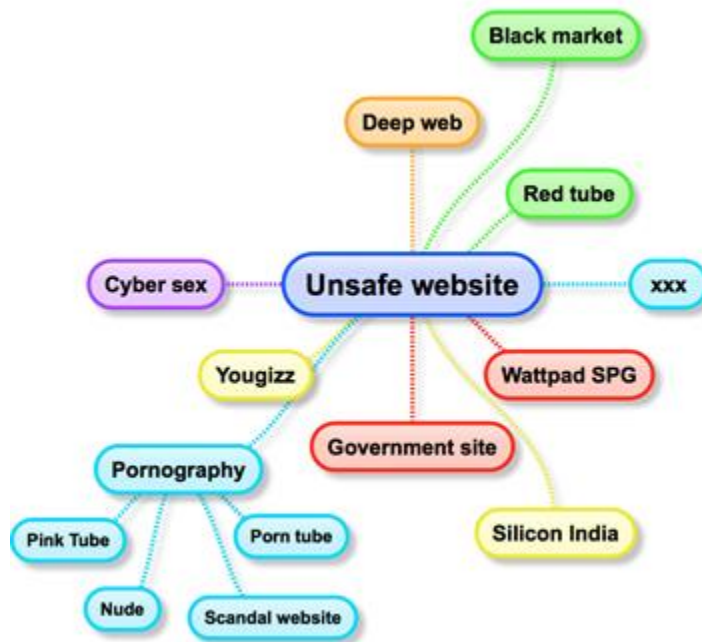 Black market
Deep web
Red tube
Cyber sex
Unsafe website
xxx
Yougizz
Wattpad SPG
Government site
Pornography
Silicon India
Pink Tube
Porn tube
Nude
Scandal website